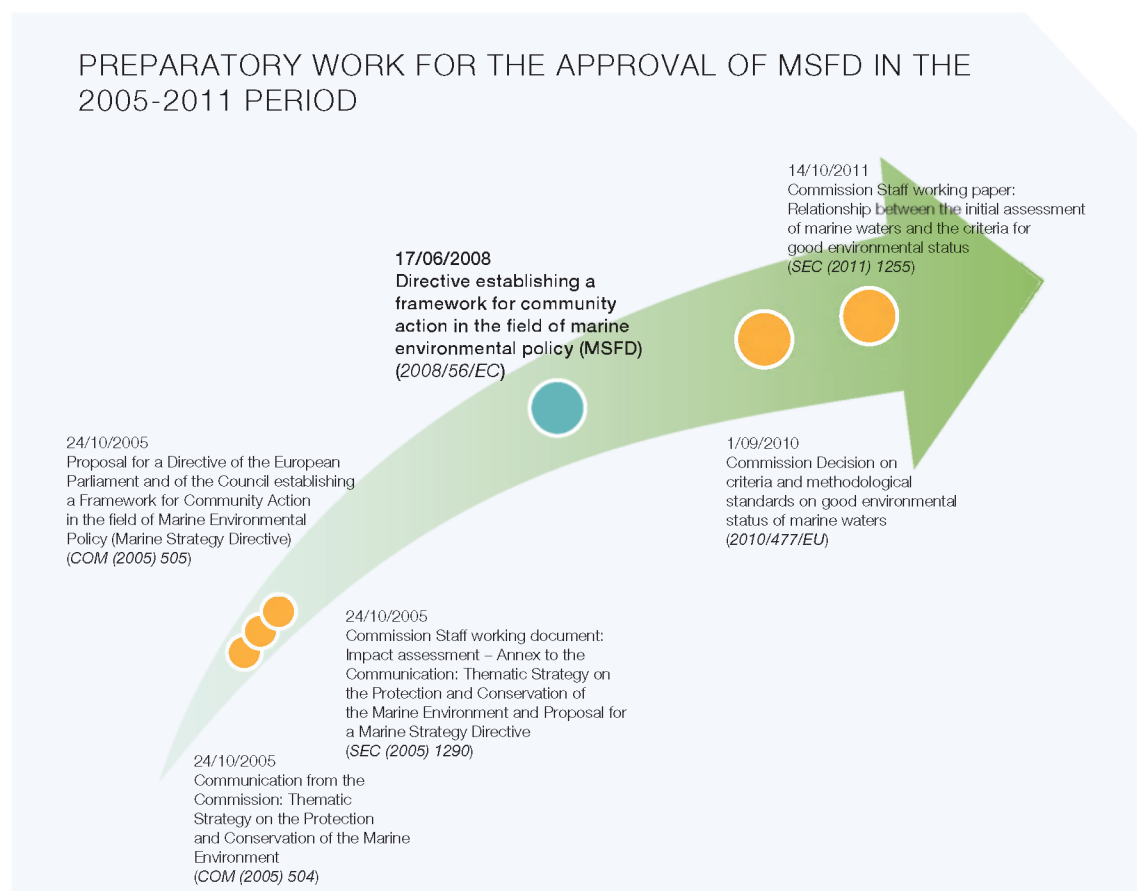 PREPARATORY WORK FOR THE APPROVAL OF MSFD IN THE
2005-2011 PERIOD
14/10/2011
Commission Staff working paper:
Relationship between the initial assessment
of marine waters and the criteria for
good environmental status
(SEC (2011) 1255)
17/06/2008
Directive establishing a
framework for community
action in the field of marine
environmental policy (MSFD)
(2008/56/EC)
24/10/2005
Proposal for a Directive of the European
Parliament and of the Council establishing
a Framework for Community Action
in the field of Marine Environmental
Policy (Marine Strategy Directive)
(COM (2005) 505)
1/09/2010
Commission Decision on
criteria and methodological
standards on good environmental
status of marine waters
(2010/477/EU)
24/10/2005
Commission Staff working document:
Impact assessment – Annex to the
Communication: Thematic Strategy on
the Protection and Conservation of
the Marine Environment and Proposal for
a Marine Strategy Directive
(SEC (2005) 1290)
24/10/2005
Communication from the
Commission: Thematic
Strategy on the Protection
and Conservation of the Marine
Environment
(COM (2005) 504)